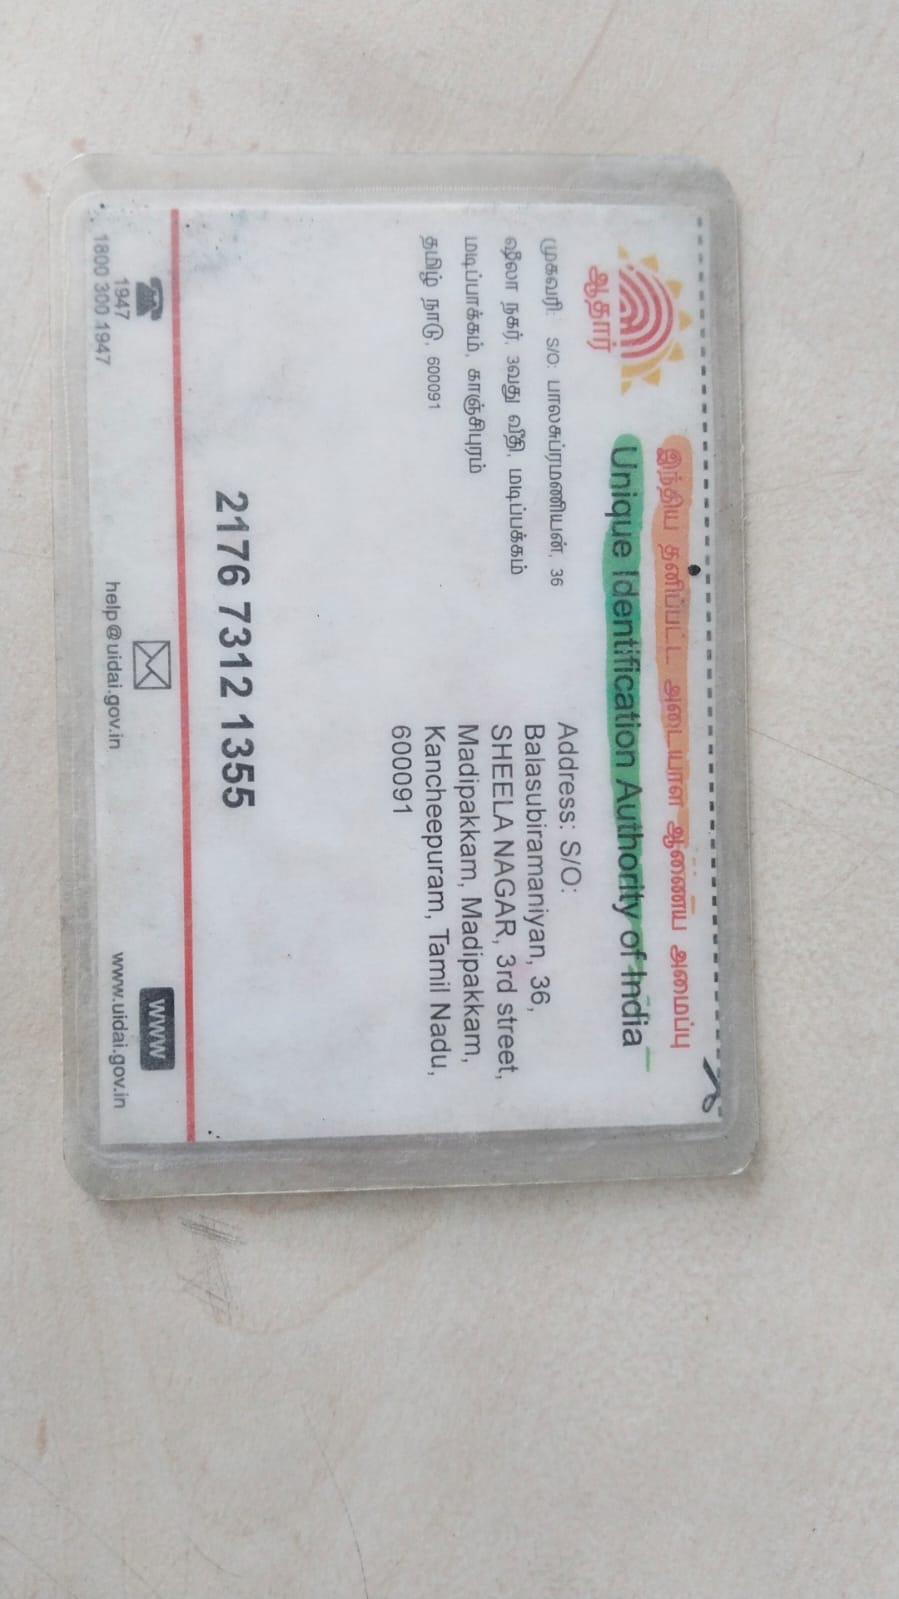 இந்திய தனிப்பட்ட அடையாள ஆணைய அமைப்பு
Unique Identification Authority of India
ஆதார்
முகவரி: S/O: பாலசுப்ரமணியன், 36
ஷீலா நகர், 3வது வீதி, மடிப்பக்கம்
மடிப்பாக்கம், காஞ்சிபுரம்
தமிழ் நாடு, 600091
Address: S/O:
Balasubiramaniyan, 36,
SHEELA NAGAR, 3rd street,
Madipakkam, Madipakkam,
Kancheepuram, Tamil Nadu,
600091
2176 7312 1355
1947
1800 300 1947
help@uidai.gov.in
www
www.uidai.gov.in